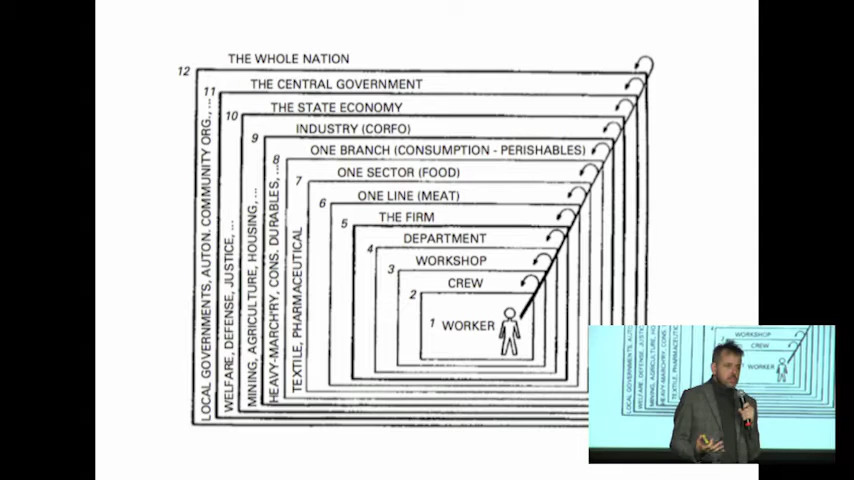 12 THE WHOLE NATION
11 THE CENTRAL GOVERNMENT
10 THE STATE ECONOMY
9 INDUSTRY (CORFO)
8 ONE BRANCH (CONSUMPTION - PERISHABLES)
7 ONE SECTOR (FOOD)
6 ONE LINE (MEAT)
5 THE FIRM
4 DEPARTMENT
3 WORKSHOP
2 CREW
1 WORKER
LOCAL GOVERNMENTS, AUTON. COMMUNITY ORG., ...
WELFARE, DEFENSE, JUSTICE, ...
MINING, AGRICULTURE, HOUSING, ...
HEAVY-MARCH'RY, CONS. DURABLES, ...
TEXTILE, PHARMACEUTICAL
WORKSHOP
CREW
WORKER